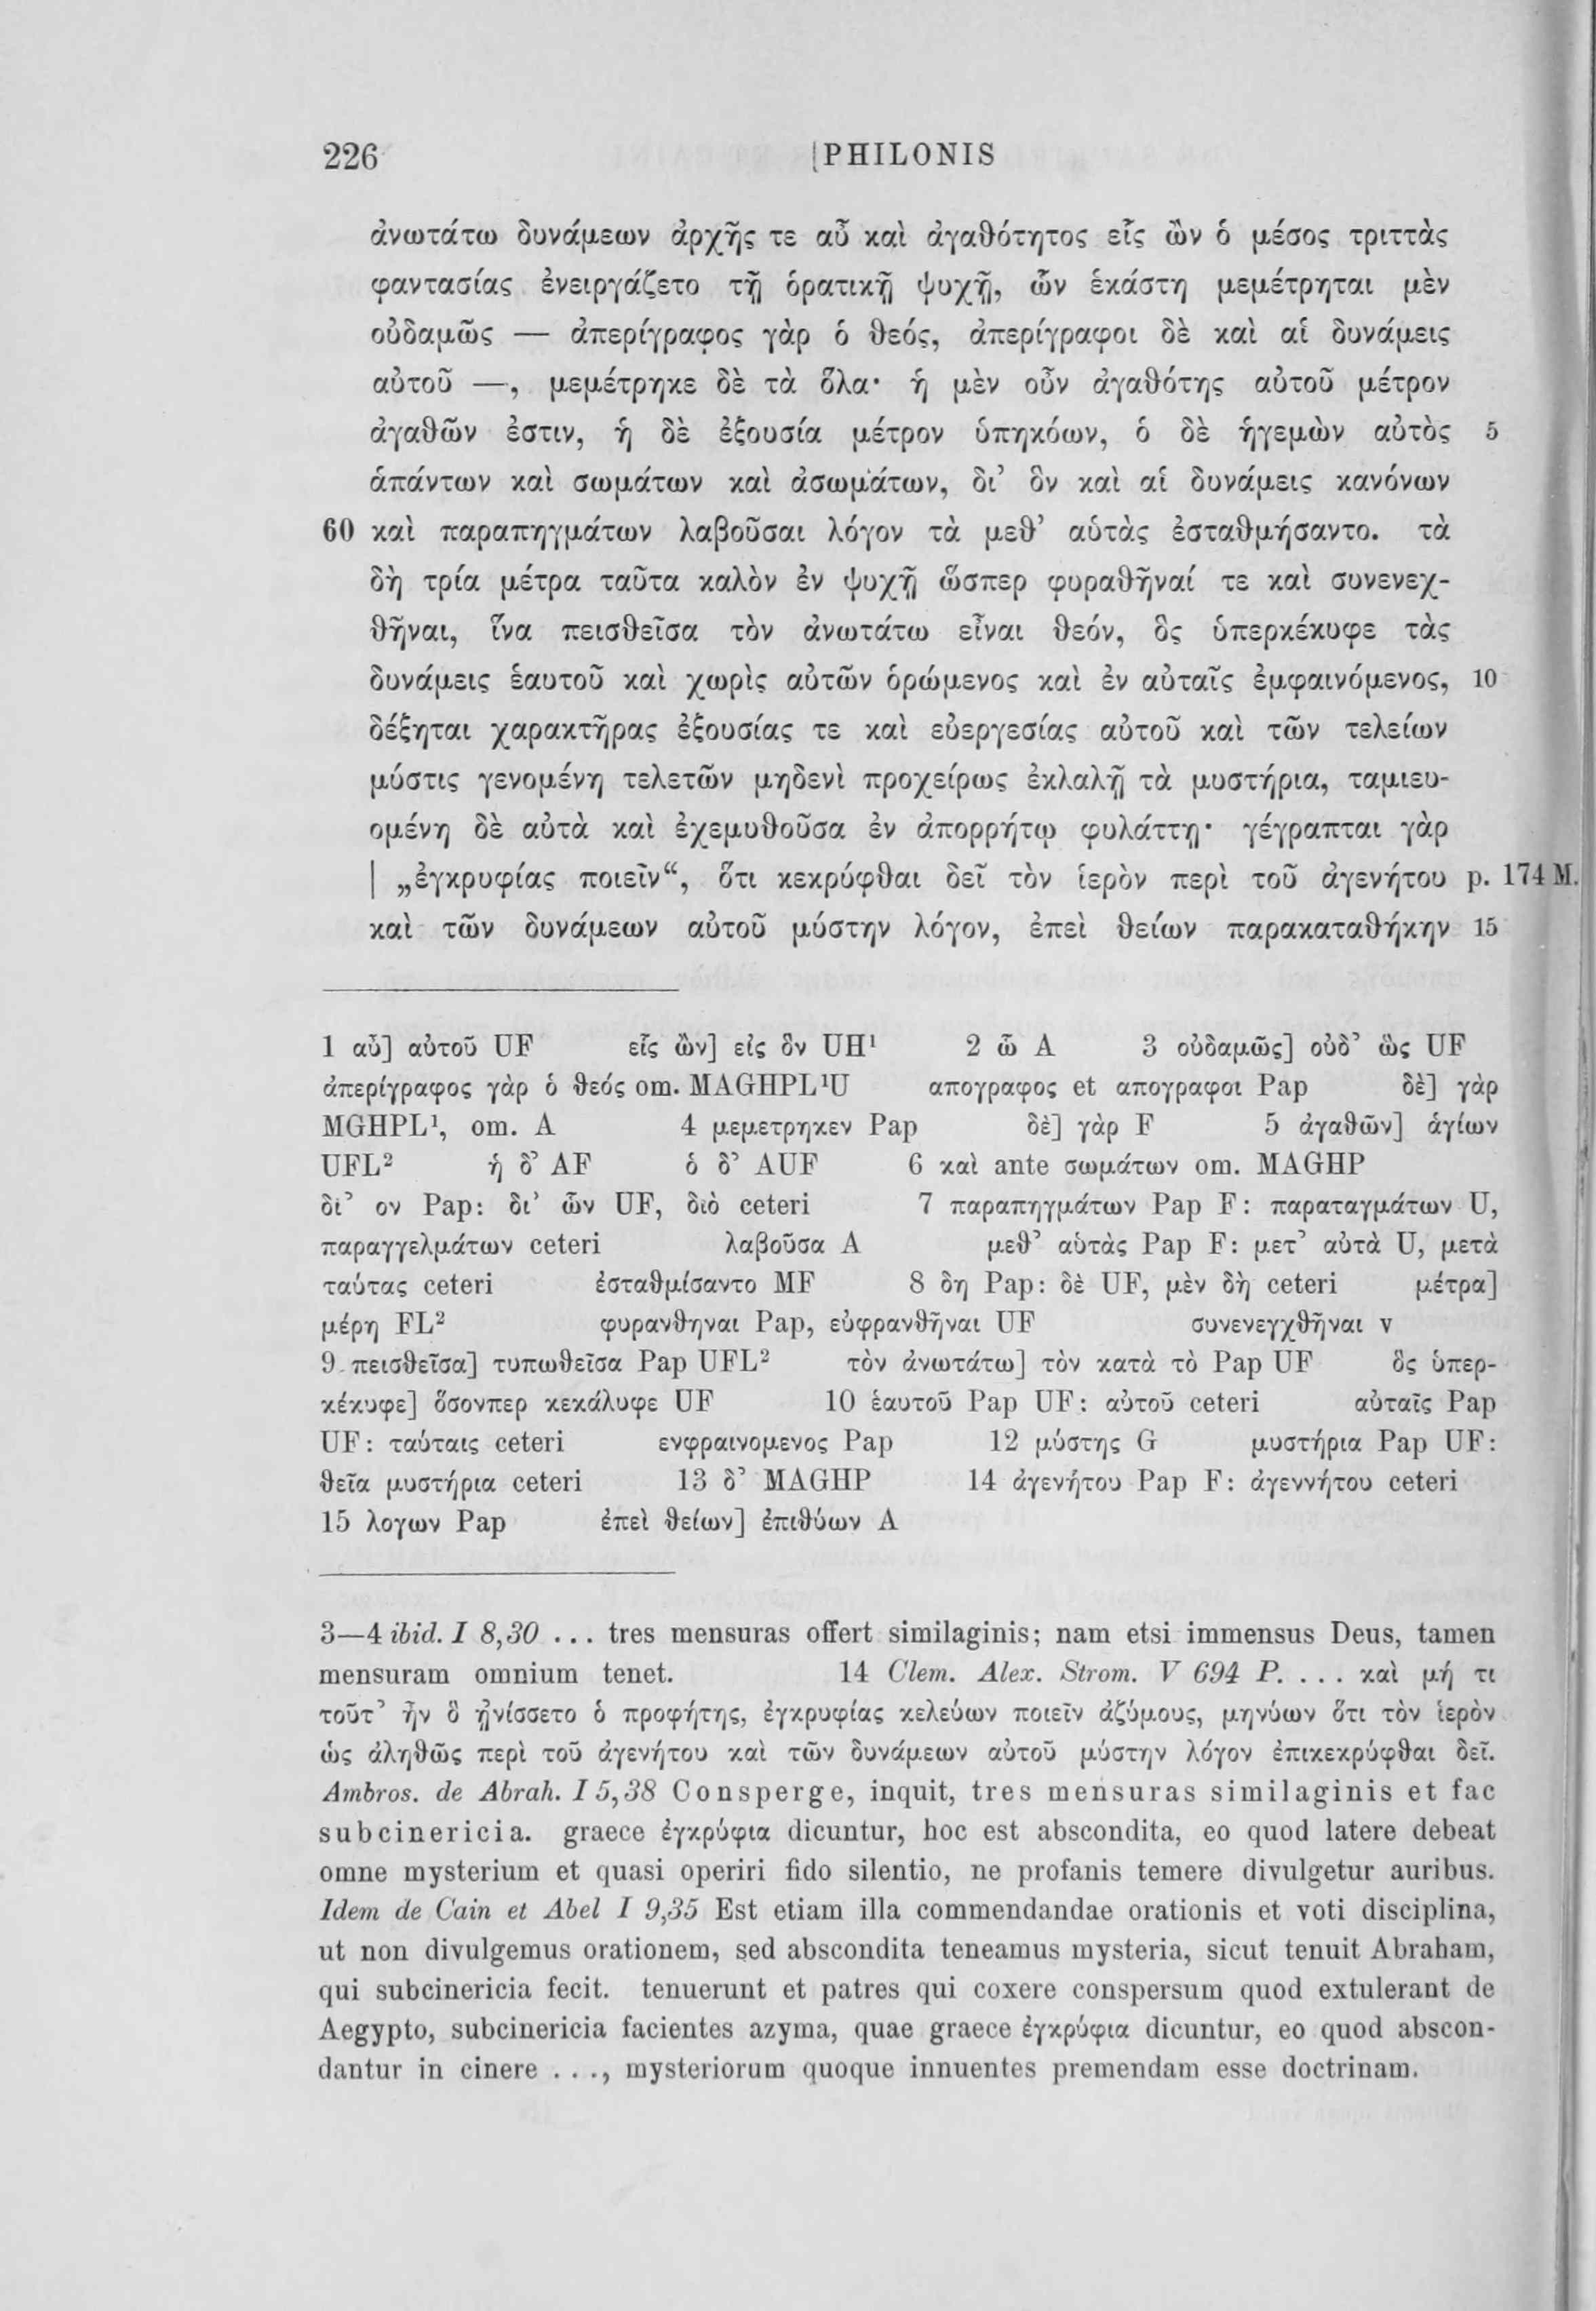 226 PHILONIS
ἀνωτάτω δυνάμεων ἀρχῆς τε αὖ καὶ ἀγαθότητος εἷς ὢν ὁ μέσος τριττὰς
φαντασίας ἐνειργάζετο τῇ ὁρατικῇ ψυχῇ, ὧν ἑκάστη μεμέτρηται μὲν
οὐδαμῶς — ἀπερίγραφος γὰρ ὁ θεός, ἀπερίγραφοι δὲ καὶ αἱ δυνάμεις
αὐτοῦ —, μεμέτρηκε δὲ τὰ ὅλα· ἡ μὲν οὖν ἀγαθότης αὐτοῦ μέτρον
ἀγαθῶν ἐστιν, ἡ δὲ ἐξουσία μέτρον ὑπηκόων, ὁ δὲ ἡγεμὼν αὐτὸς 5
ἁπάντων καὶ σωμάτων καὶ ἀσωμάτων, δι’ ὃν καὶ αἱ δυνάμεις κανόνων
60 καὶ παραπηγμάτων λαβοῦσαι λόγον τὰ μεθ’ αὑτὰς ἐσταθμήσαντο. τὰ
δὴ τρία μέτρα ταῦτα καλὸν ἐν ψυχῇ ὥσπερ φυραθῆναί τε καὶ συνενεχ-
θῆναι, ἵνα πεισθεῖσα τὸν ἀνωτάτω εἶναι θεόν, ὃς ὑπερκέκυφε τὰς
δυνάμεις ἑαυτοῦ καὶ χωρὶς αὐτῶν ὁρώμενος καὶ ἐν αὐταῖς ἐμφαινόμενος, 10
δέξηται χαρακτῆρας ἐξουσίας τε καὶ εὐεργεσίας αὐτοῦ καὶ τῶν τελείων
μύστις γενομένη τελετῶν μηδενὶ προχείρως ἐκλαλῇ τὰ μυστήρια, ταμιευ-
ομένη δὲ αὐτὰ καὶ ἐχεμυθοῦσα ἐν ἀπορρήτῳ φυλάττῃ· γέγραπται γὰρ
| „ἐγκρυφίας ποιεῖν“, ὅτι κεκρύφθαι δεῖ τὸν ἱερὸν περὶ τοῦ ἀγενήτου p. 174 M.
καὶ τῶν δυνάμεων αὐτοῦ μύστην λόγον, ἐπεὶ θείων παρακαταθήκην 15
1 αὖ] αὐτοῦ UF εἷς ὢν] εἰς ὃν UH¹ 2 ὦ A 3 οὐδαμῶς] οὐδ’ ὣς UF
ἀπερίγραφος γὰρ ὁ θεός om. MAGHPL¹U απογραφος et απογραφοι Pap δὲ] γὰρ
MGHPL¹, om. A 4 μεμετρηκεν Pap δὲ] γὰρ F 5 ἀγαθῶν] ἁγίων
UFL² ἡ δ’ AF ὁ δ’ AUF 6 καὶ ante σωμάτων om. MAGHP
δι’ ον Pap: δι’ ὧν UF, διὸ ceteri 7 παραπηγμάτων Pap F: παραταγμάτων U,
παραγγελμάτων ceteri λαβοῦσα A μεθ’ αὑτὰς Pap F: μετ’ αὐτὰ U, μετὰ
ταύτας ceteri ἐσταθμίσαντο MF 8 δη Pap: δὲ UF, μὲν δὴ ceteri μέτρα]
μέρη FL² φυρανθηναι Pap, εὐφρανθῆναι UF συνενεγχθῆναι v
9 πεισθεῖσα] τυπωθεῖσα Pap UFL² τὸν ἀνωτάτω] τὸν κατὰ τὸ Pap UF ὃς ὑπερ-
κέκυφε] ὅσονπερ κεκάλυφε UF 10 ἑαυτοῦ Pap UF: αὐτοῦ ceteri αὐταῖς Pap
UF: ταύταις ceteri ενφραινομενος Pap 12 μύστης G μυστήρια Pap UF:
θεῖα μυστήρια ceteri 13 δ’ MAGHP 14 ἀγενήτου Pap F: ἀγεννήτου ceteri
15 λογων Pap ἐπεὶ θείων] ἐπιθύων A
3—4 ibid. I 8,30 ... tres mensuras offert similaginis; nam etsi immensus Deus, tamen
mensuram omnium tenet. 14 Clem. Alex. Strom. V 694 P. ... καὶ μή τι
τοῦτ’ ἦν ὃ ᾐνίσσετο ὁ προφήτης, ἐγκρυφίας κελεύων ποιεῖν ἀζύμους, μηνύων ὅτι τὸν ἱερὸν
ὡς ἀληθῶς περὶ τοῦ ἀγενήτου καὶ τῶν δυνάμεων αὐτοῦ μύστην λόγον ἐπικεκρύφθαι δεῖ.
Ambros. de Abrah. I 5,38 Consperge, inquit, tres mensuras similaginis et fac
subcinericia. graece ἐγκρύφια dicuntur, hoc est abscondita, eo quod latere debeat
omne mysterium et quasi operiri fido silentio, ne profanis temere divulgetur auribus.
Idem de Cain et Abel I 9,35 Est etiam illa commendandae orationis et voti disciplina,
ut non divulgemus orationem, sed abscondita teneamus mysteria, sicut tenuit Abraham,
qui subcinericia fecit. tenuerunt et patres qui coxere conspersum quod extulerant de
Aegypto, subcinericia facientes azyma, quae graece ἐγκρύφια dicuntur, eo quod abscon-
dantur in cinere ..., mysteriorum quoque innuentes premendam esse doctrinam.